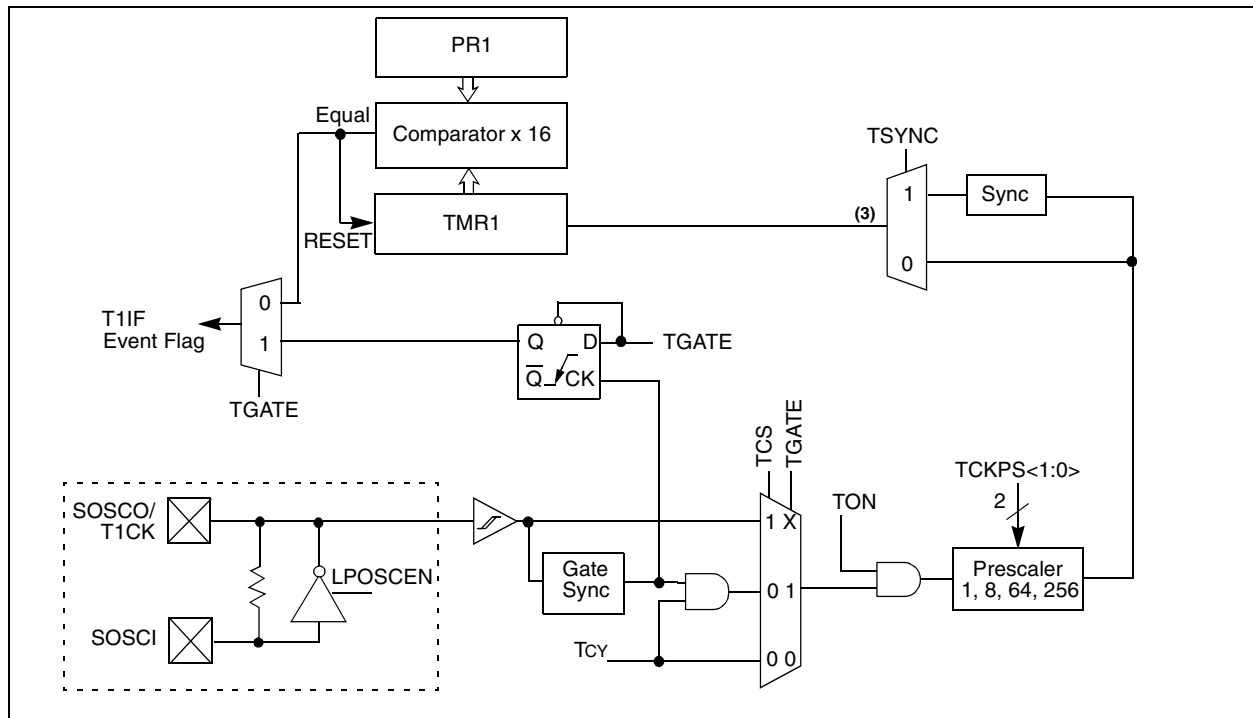 PR1
Equal
Comparator x 16
TSYNC
1
Sync
(3)
TMR1
RESET
0
0
T1IF
Event Flag
1
Q D
TGATE
Q CK
TGATE
TCS
TGATE
TCKPS<1:0>
2
SOSCO/
T1CK
TON
1 X
LPOSCEN
Gate
Sync
0 1
Prescaler
1, 8, 64, 256
SOSCI
TCY
0 0